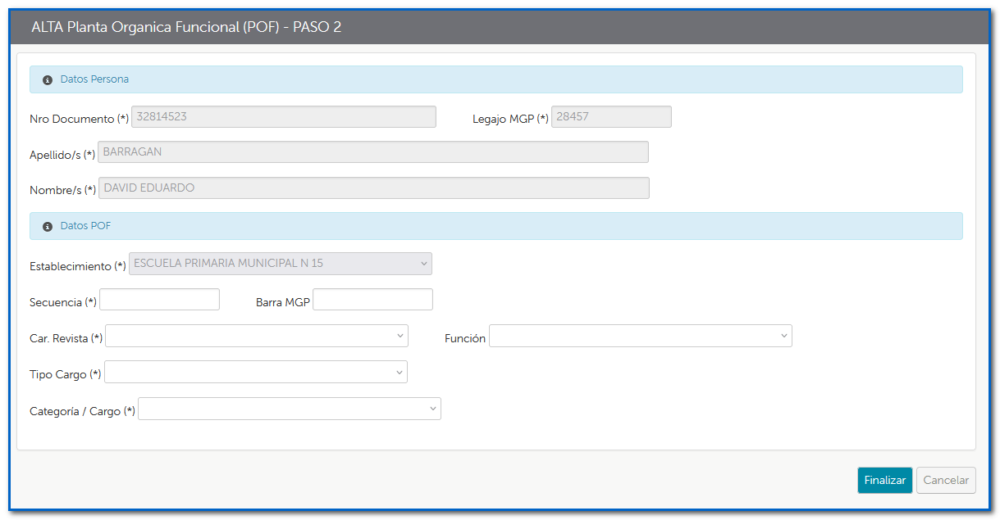 ALTA Planta Organica Funcional (POF) - PASO 2
Datos Persona
Nro Documento (*) 32814523 Legajo MGP (*) 28457
Apellido/s (*) BARRAGAN
Nombre/s (*) DAVID EDUARDO
Datos POF
Establecimiento (*) ESCUELA PRIMARIA MUNICIPAL N 15
Secuencia (*) Barra MGP
Car. Revista (*) Función
Tipo Cargo (*)
Categoría / Cargo (*)
Finalizar Cancelar